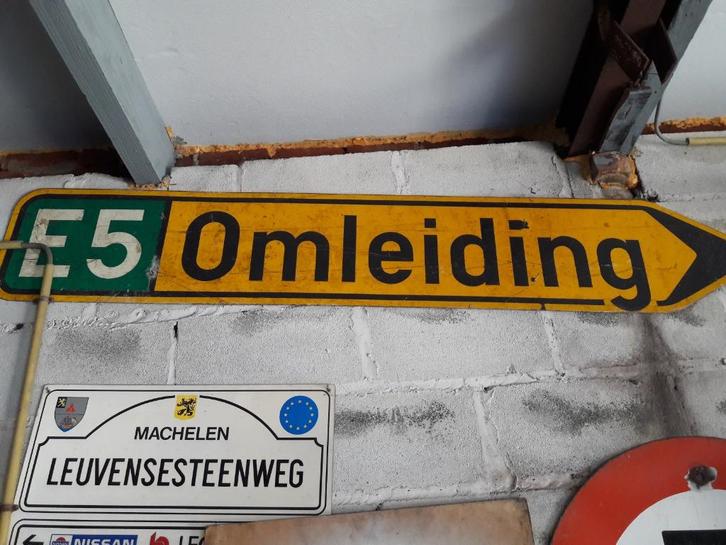 E5 Omleiding
MACHELEN
LEUVENSESTEENWEG
NISSAN